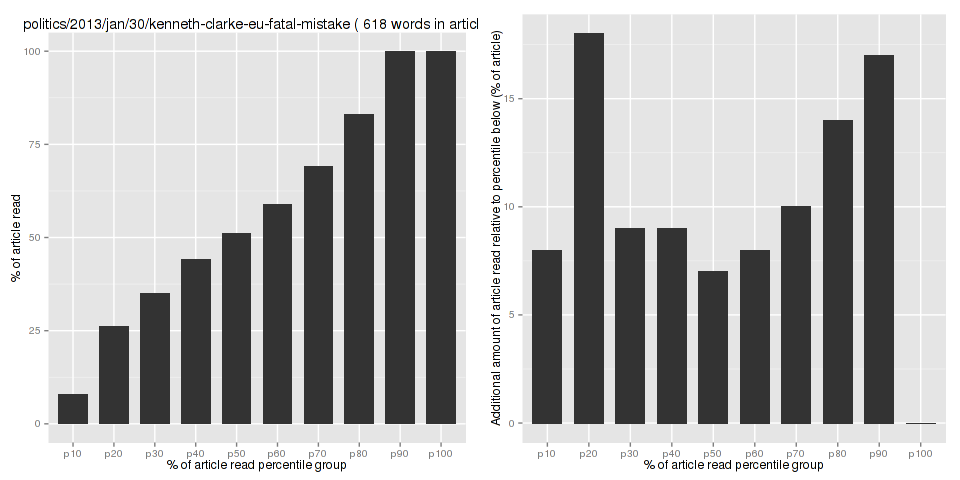 politics/2013/jan/30/kenneth-clarke-eu-fatal-mistake ( 618 words in articl
% of article read
100
75
50
25
0
p10 p20 p30 p40 p50 p60 p70 p80 p90 p100
% of article read percentile group
Additional amount of article read relative to percentile below (% of article)
15
10
5
0
p10 p20 p30 p40 p50 p60 p70 p80 p90 p100
% of article read percentile group